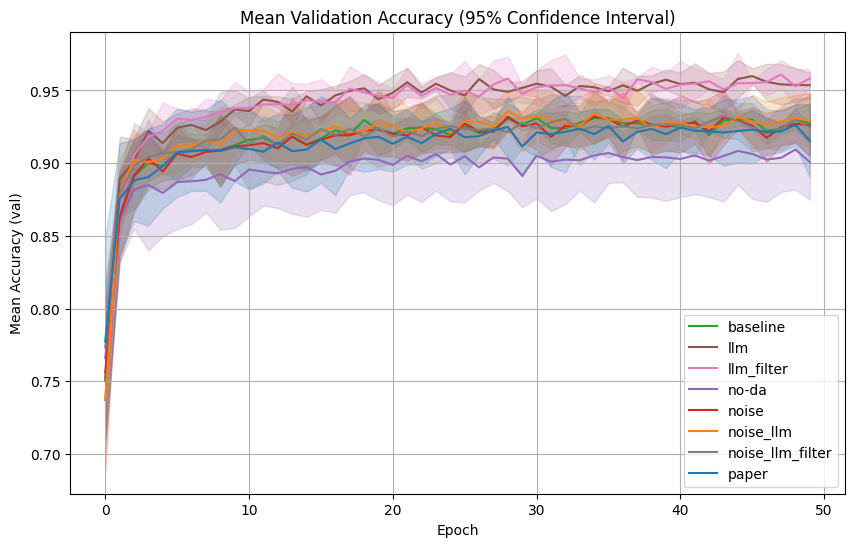 Mean Validation Accuracy (95% Confidence Interval)
Mean Accuracy (val)
0.95
0.90
0.85
0.80
0.75
0.70
0
10
20
30
40
50
Epoch
baseline
llm
llm_filter
no-da
noise
noise_llm
noise_llm_filter
paper